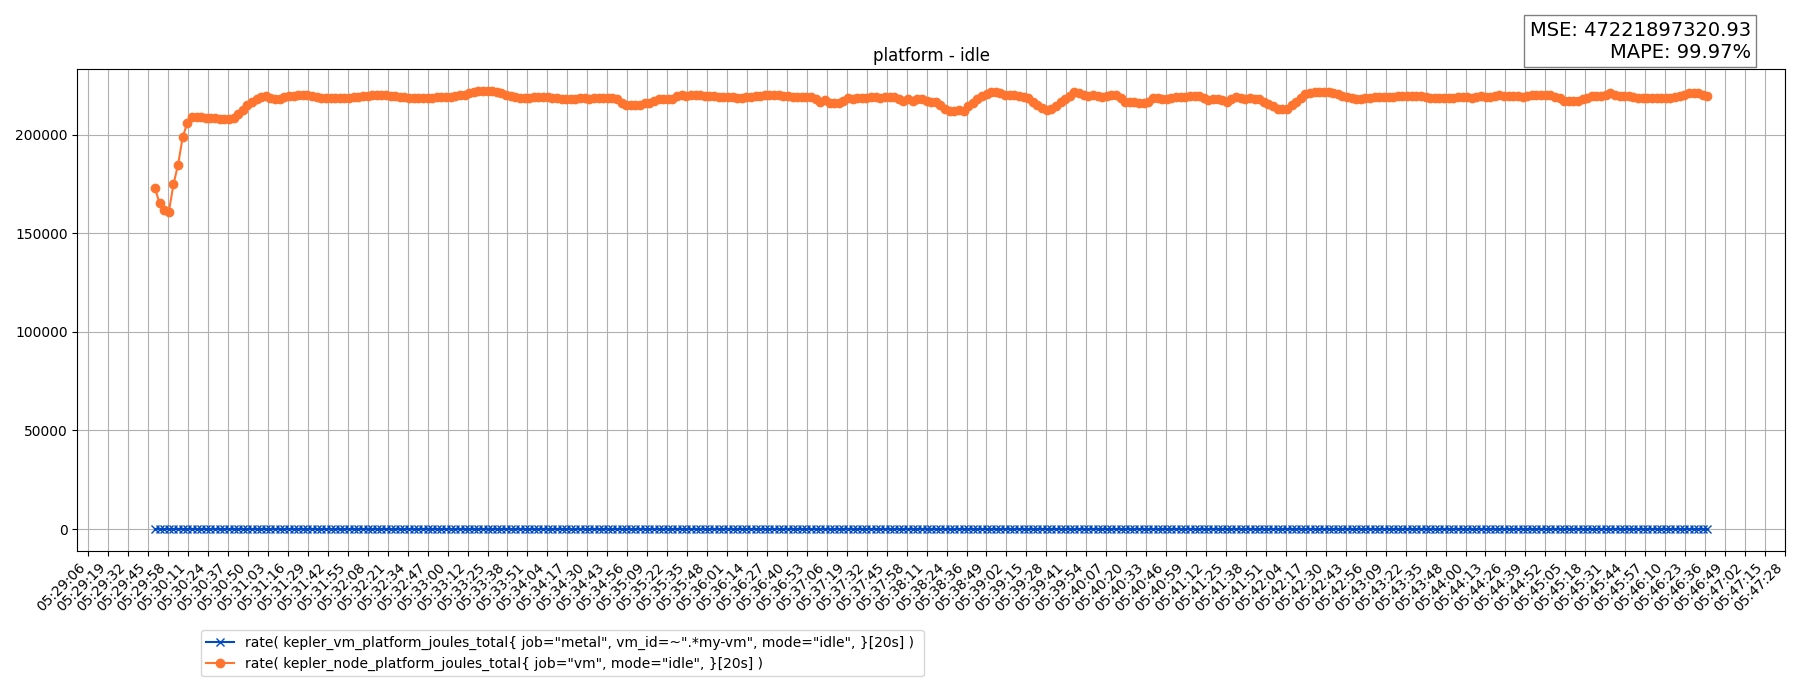 MSE: 47221897320.93
MAPE: 99.97%
platform - idle
200000
150000
100000
50000
0
05:29:06 05:29:19 05:29:32 05:29:45 05:29:58 05:30:11 05:30:24 05:30:37 05:30:50 05:31:03 05:31:16 05:31:29 05:31:42 05:31:55 05:32:08 05:32:21 05:32:34 05:32:47 05:33:00 05:33:12 05:33:25 05:33:38 05:33:51 05:34:04 05:34:17 05:34:30 05:34:43 05:34:56 05:35:09 05:35:22 05:35:35 05:35:48 05:36:01 05:36:14 05:36:27 05:36:40 05:36:53 05:37:06 05:37:19 05:37:32 05:37:45 05:37:58 05:38:11 05:38:24 05:38:36 05:38:49 05:39:02 05:39:15 05:39:28 05:39:41 05:39:54 05:40:07 05:40:20 05:40:33 05:40:46 05:40:59 05:41:12 05:41:25 05:41:38 05:41:51 05:42:04 05:42:17 05:42:30 05:42:43 05:42:56 05:43:09 05:43:22 05:43:35 05:43:48 05:44:00 05:44:13 05:44:26 05:44:39 05:44:52 05:45:05 05:45:18 05:45:31 05:45:44 05:45:57 05:46:10 05:46:23 05:46:36 05:46:49 05:47:02 05:47:15 05:47:28
rate( kepler_vm_platform_joules_total{ job="metal", vm_id=~".*my-vm", mode="idle", }[20s] )
rate( kepler_node_platform_joules_total{ job="vm", mode="idle", }[20s] )